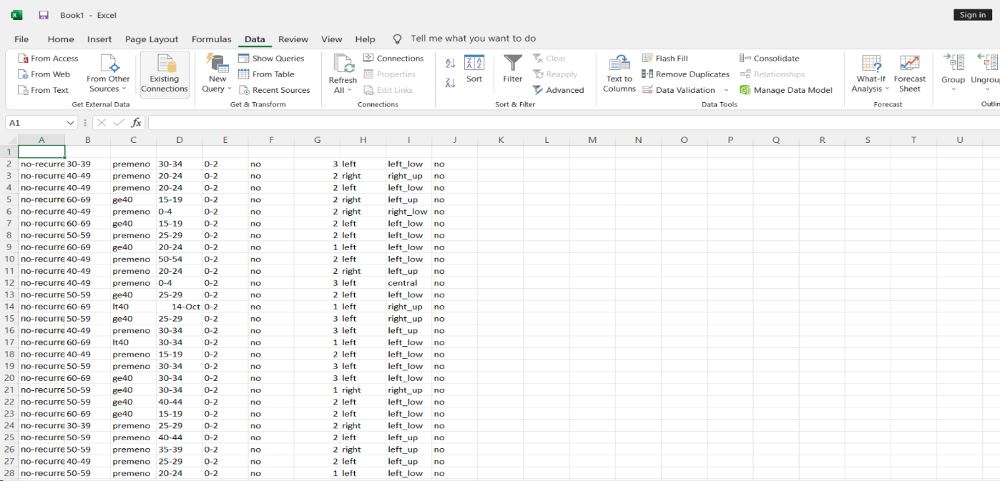 Book1 - Excel Sign in
File Home Insert Page Layout Formulas Data Review View Help Tell me what you want to do
From Access
From Web
From Text
From Other Sources
Existing Connections
Get External Data
New Query
Show Queries
From Table
Recent Sources
Get & Transform
Refresh All
Connections
Properties
Edit Links
Connections
Sort
Filter
Clear
Reapply
Advanced
Sort & Filter
Text to Columns
Flash Fill
Remove Duplicates
Data Validation
Consolidate
Relationships
Manage Data Model
Data Tools
What-If Analysis
Forecast Sheet
Forecast
Group
Ungroup
Outlin
A1 fx
A B C D E F G H I J K L M N O P Q R S T U
1
2 no-recurre 30-39 premeno 30-34 0-2 no 3 left left_low no
3 no-recurre 40-49 premeno 20-24 0-2 no 2 right right_up no
4 no-recurre 40-49 premeno 20-24 0-2 no 2 left left_low no
5 no-recurre 60-69 ge40 15-19 0-2 no 2 right left_up no
6 no-recurre 40-49 premeno 0-4 0-2 no 2 right right_low no
7 no-recurre 60-69 ge40 15-19 0-2 no 2 left left_low no
8 no-recurre 50-59 premeno 25-29 0-2 no 2 left left_low no
9 no-recurre 60-69 ge40 20-24 0-2 no 1 left left_low no
10 no-recurre 40-49 premeno 50-54 0-2 no 2 left left_low no
11 no-recurre 40-49 premeno 20-24 0-2 no 2 right left_up no
12 no-recurre 40-49 premeno 0-4 0-2 no 3 left central no
13 no-recurre 50-59 ge40 25-29 0-2 no 2 left left_low no
14 no-recurre 60-69 lt40 14-Oct 0-2 no 1 left right_up no
15 no-recurre 50-59 ge40 25-29 0-2 no 3 left right_up no
16 no-recurre 40-49 premeno 30-34 0-2 no 3 left left_up no
17 no-recurre 60-69 lt40 30-34 0-2 no 1 left left_low no
18 no-recurre 40-49 premeno 15-19 0-2 no 2 left left_low no
19 no-recurre 50-59 premeno 30-34 0-2 no 3 left left_low no
20 no-recurre 60-69 ge40 30-34 0-2 no 3 left left_low no
21 no-recurre 50-59 ge40 30-34 0-2 no 1 right right_up no
22 no-recurre 50-59 ge40 40-44 0-2 no 2 left left_low no
23 no-recurre 60-69 ge40 15-19 0-2 no 2 left left_low no
24 no-recurre 30-39 premeno 25-29 0-2 no 2 right left_low no
25 no-recurre 50-59 premeno 40-44 0-2 no 2 left left_up no
26 no-recurre 50-59 premeno 35-39 0-2 no 2 right left_up no
27 no-recurre 40-49 premeno 25-29 0-2 no 2 left left_up no
28 no-recurre 50-59 premeno 20-24 0-2 no 1 left left_low no